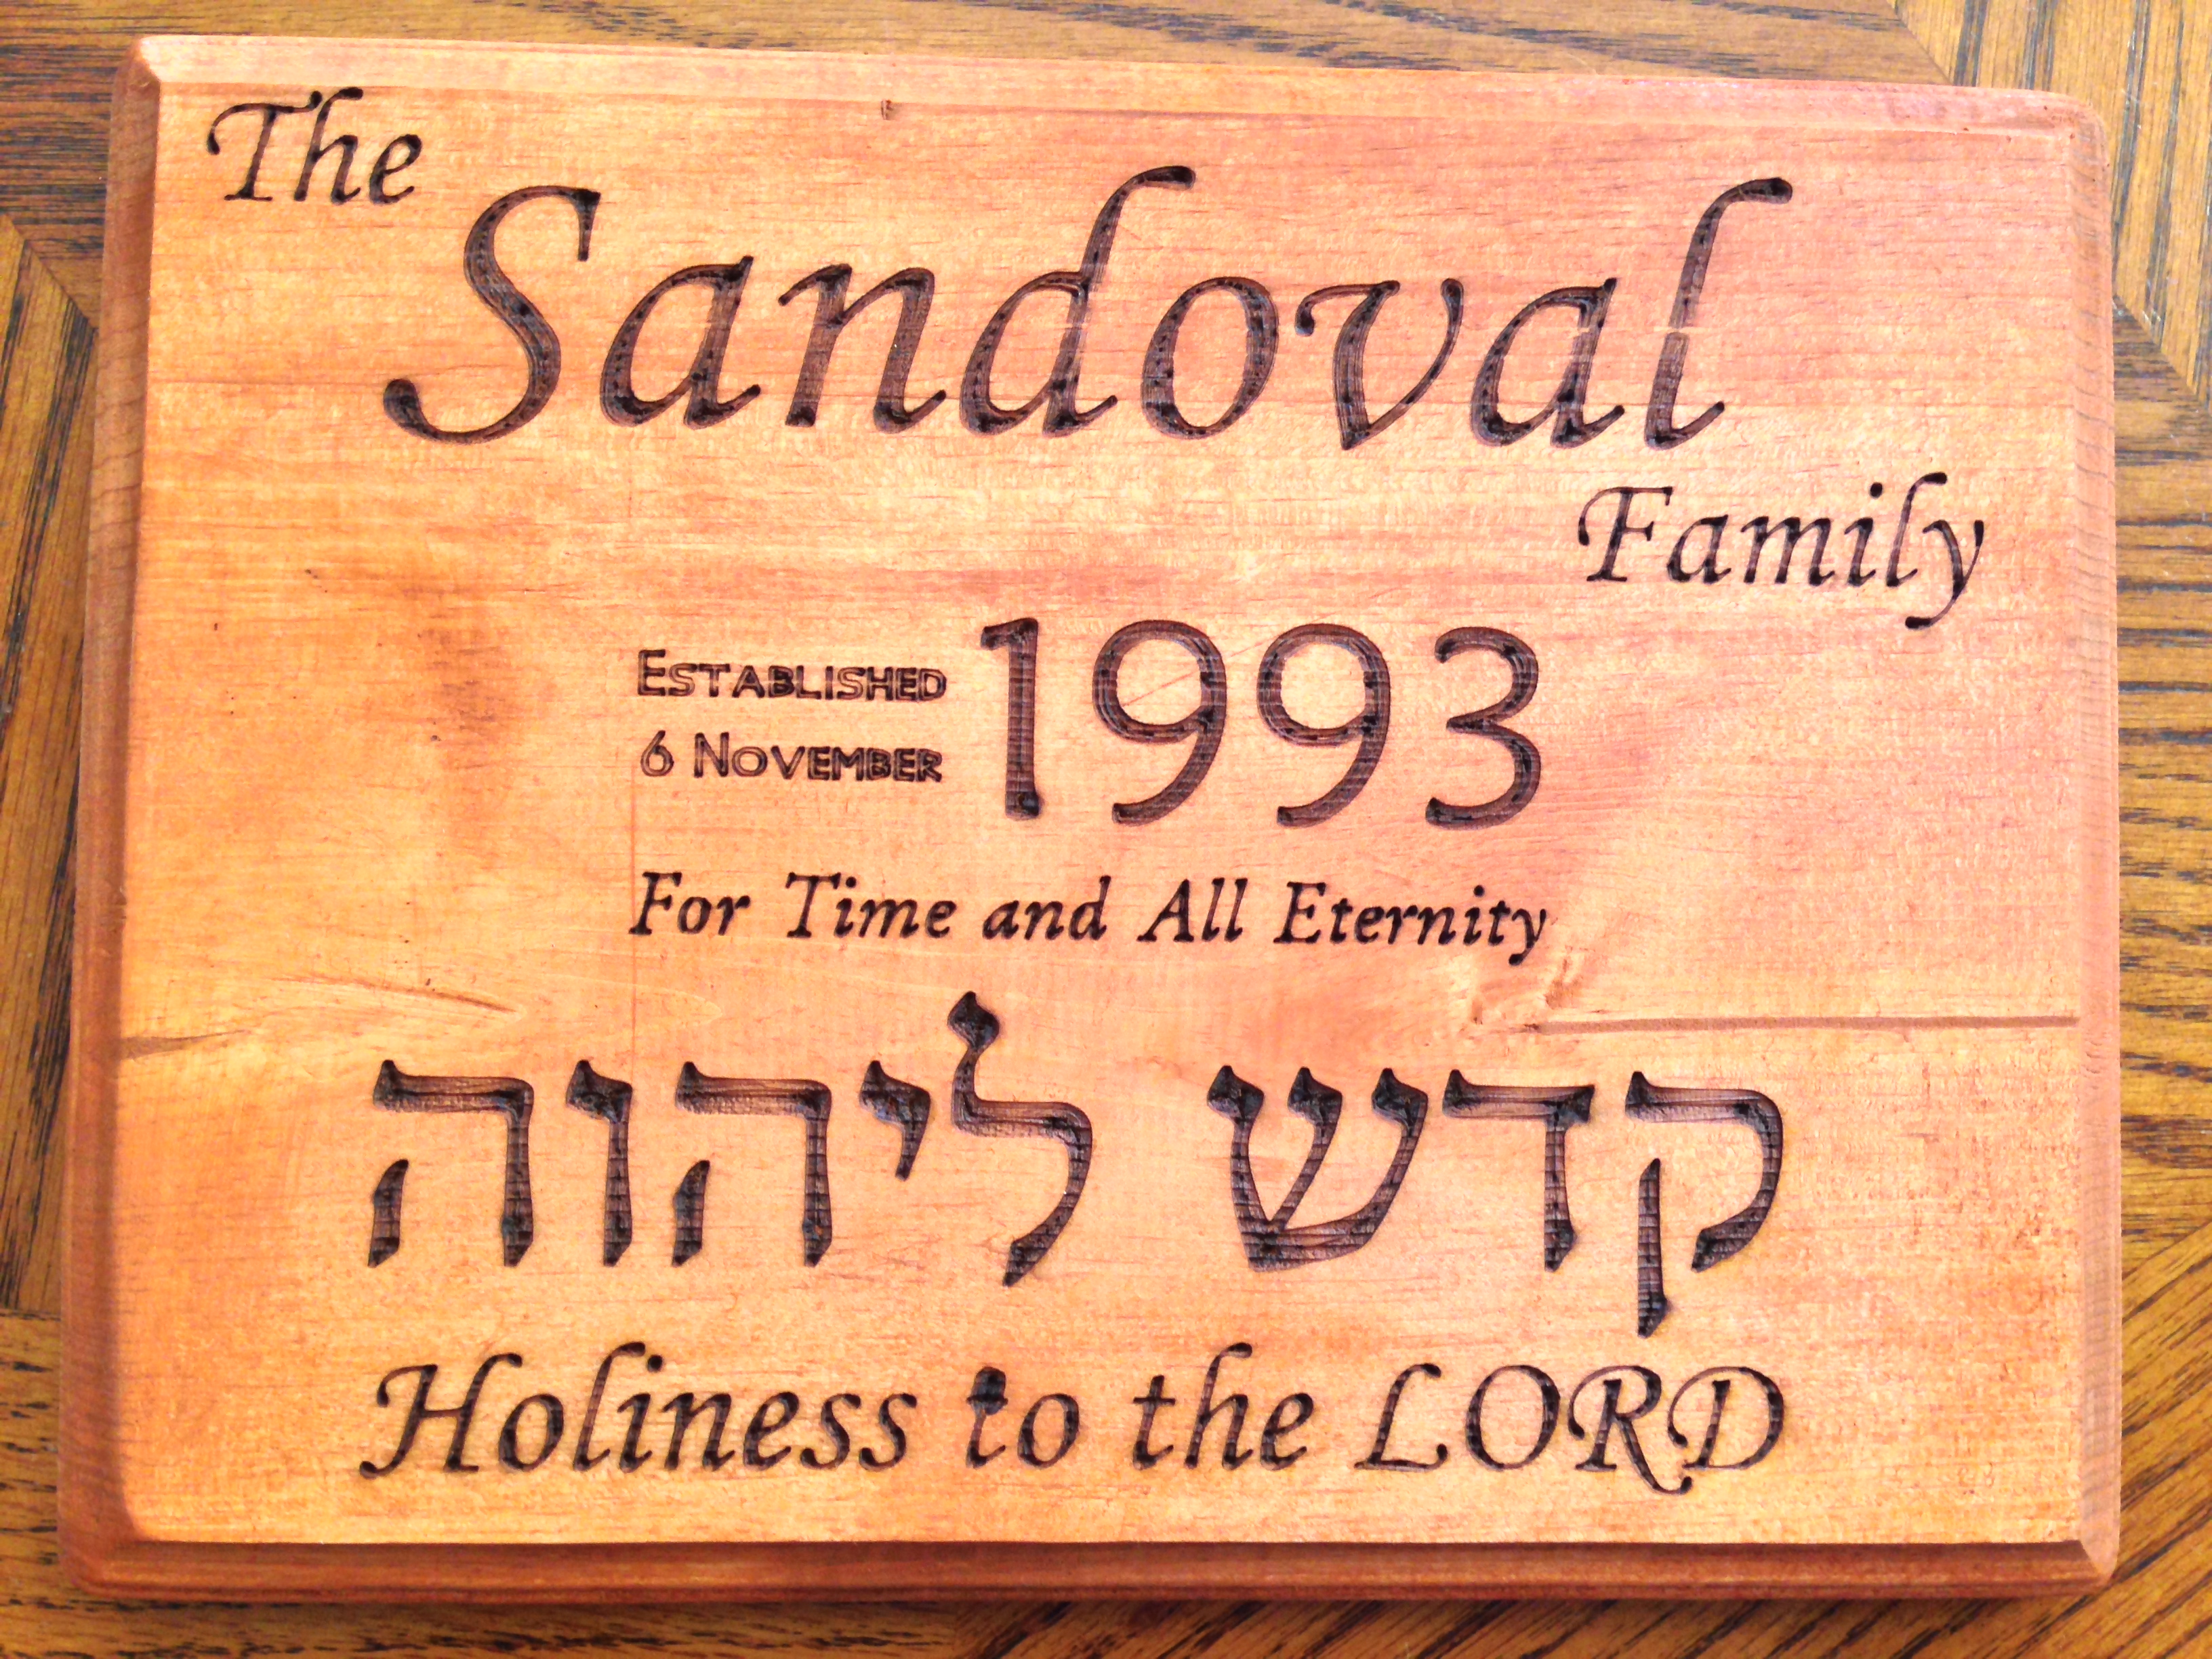 The
Sandoval
Family
ESTABLISHED
6 NOVEMBER
1993
For Time and All Eternity
קדש ליהוה
Holiness to the LORD